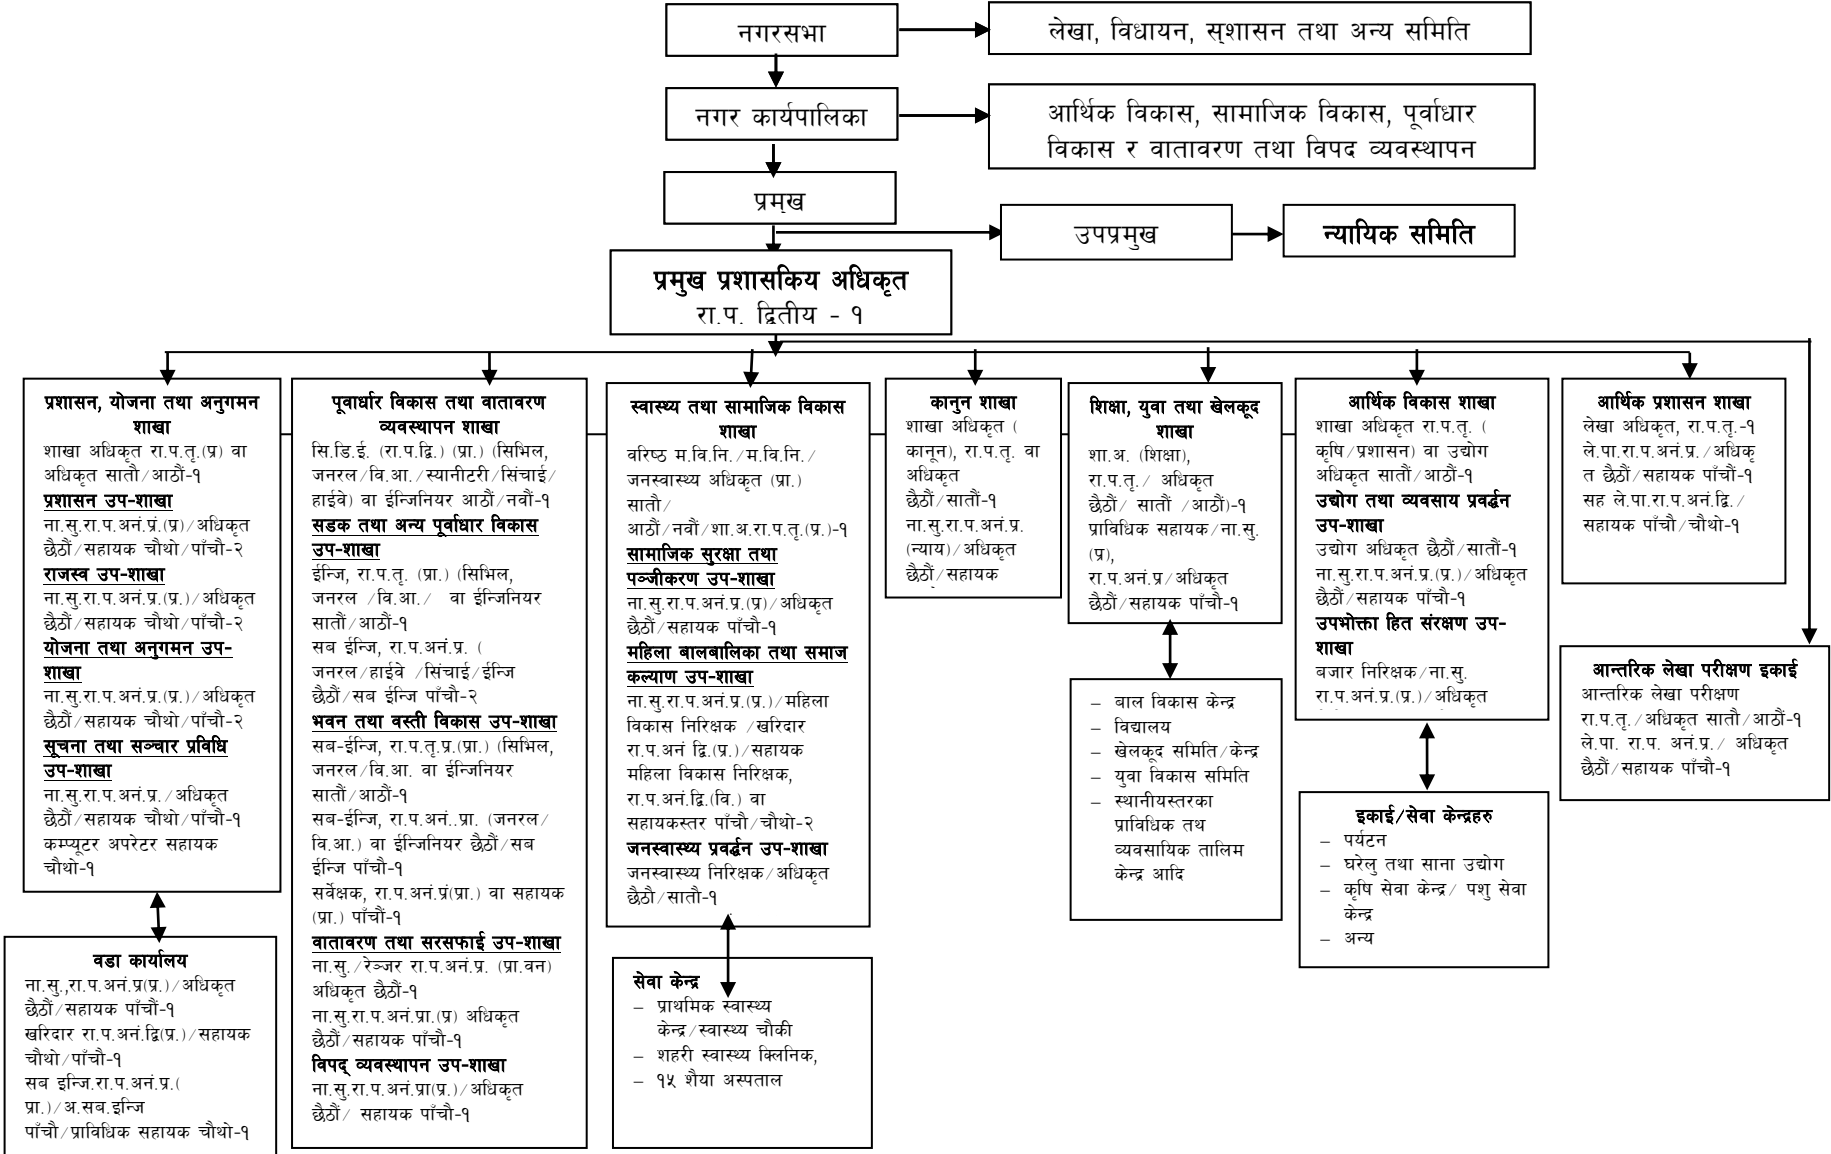 नगरसभा
लेखा, विधायन, सुशासन तथा अन्य समिति
नगर कार्यपालिका
आर्थिक विकास, सामाजिक विकास, पूर्वाधार
विकास र वातावरण तथा विपद व्यवस्थापन
प्रमुख
उपप्रमुख
न्यायिक समिति
प्रमुख प्रशासकिय अधिकृत
रा.प. द्वितीय - १
प्रशासन, योजना तथा अनुगमन
शाखा
शाखा अधिकृत रा.प.तृ.(प्र) वा
अधिकृत सातौ/आठौं-१
प्रशासन उप-शाखा
ना.सु.रा.प.अनं.प्रं.(प्र)/अधिकृत
छैठौं/सहायक चौथो/पाँचौ-२
राजस्व उप-शाखा
ना.सु.रा.प.अनं.प्र.(प्र.)/अधिकृत
छैठौं/सहायक चौथो/पाँचौ-२
योजना तथा अनुगमन उप-
शाखा
ना.सु.रा.प.अनं.प्र.(प्र.)/अधिकृत
छैठौं/सहायक चौथो/पाँचौ-२
सूचना तथा सञ्चार प्रविधि
उप-शाखा
ना.सु.रा.प.अनं.प्र./अधिकृत
छैठौं/सहायक चौथो/पाँचौ-१
कम्प्यूटर अपरेटर सहायक
चौथो-१
वडा कार्यालय
ना.सु.,रा.प.अनं.प्र(प्र.)/अधिकृत
छैठौं/सहायक पाँचौं-१
खरिदार रा.प.अनं.द्वि(प्र.)/सहायक
चौथो/पाँचौ-१
सब इन्जि.रा.प.अनं.प्र.(
प्रा.)/अ.सब.इन्जि
पाँचौ/प्राविधिक सहायक चौथो-१
पूवार्धार विकास तथा वातावरण
व्यवस्थापन शाखा
सि.डि.ई. (रा.प.द्वि.) (प्रा.) (सिभिल,
जनरल/वि.आ./स्यानीटरी/सिंचाई/
हाईवे) वा ईन्जिनियर आठौं/नवौं-१
सडक तथा अन्य पूर्वाधार विकास
उप-शाखा
ईन्जि, रा.प.तृ. (प्रा.) (सिभिल,
जनरल /वि.आ./ वा ईन्जिनियर
सातौं/आठौं-१
सब ईन्जि, रा.प.अनं.प्र. (
जनरल/हाईवे /सिंचाई/ईन्जि
छैठौं/सब ईन्जि पाँचौ-२
भवन तथा वस्ती विकास उप-शाखा
सब-ईन्जि, रा.प.तृ.प्र.(प्रा.) (सिभिल,
जनरल/वि.आ. वा ईन्जिनियर
सातौं/आठौं-१
सब-ईन्जि, रा.प.अनं..प्रा. (जनरल/
वि.आ.) वा ईन्जिनियर छैठौं/सब
ईन्जि पाँचौ-१
सर्वेक्षक, रा.प.अनं.प्रं(प्रा.) वा सहायक
(प्रा.) पाँचौं-१
वातावरण तथा सरसफाई उप-शाखा
ना.सु./रेञ्जर रा.प.अनं.प्र. (प्रा.वन)
अधिकृत छैठौं-१
ना.सु.रा.प.अनं.प्रा.(प्र) अधिकृत
छैठौं/सहायक पाँचौ-१
विपद् व्यवस्थापन उप-शाखा
ना.सु.रा.प.अनं.प्रा(प्र.)/अधिकृत
छैठौं/ सहायक पाँचौ-१
स्वास्थ्य तथा सामाजिक विकास
शाखा
वरिष्ठ म.वि.नि./म.वि.नि./
जनस्वास्थ्य अधिकृत (प्रा.)
सातौ/
आठौं/नवौं/शा.अ.रा.प.तृ.(प्र.)-१
सामाजिक सुरक्षा तथा
पञ्जीकरण उप-शाखा
ना.सु.रा.प.अनं.प्र.(प्र)/अधिकृत
छैठौं/सहायक पाँचौ-१
महिला बालबालिका तथा समाज
कल्याण उप-शाखा
ना.सु.रा.प.अनं.प्र.(प्र.)/महिला
विकास निरिक्षक /खरिदार
रा.प.अनं द्वि.(प्र.)/सहायक
महिला विकास निरिक्षक,
रा.प.अनं.द्वि.(वि.) वा
सहायकस्तर पाँचौ/चौथो-२
जनस्वास्थ्य प्रवर्द्धन उप-शाखा
जनस्वास्थ्य निरिक्षक/अधिकृत
छैठौ/सातौ-१
सेवा केन्द्र
– प्राथमिक स्वास्थ्य
केन्द्र/स्वास्थ्य चौकी
– शहरी स्वास्थ्य क्लिनिक,
– १५ शैया अस्पताल
कानुन शाखा
शाखा अधिकृत (
कानून), रा.प.तृ. वा
अधिकृत
छैठौं/सातौं-१
ना.सु.रा.प.अनं.प्र.
(न्याय)/अधिकृत
छैठौं/सहायक
शिक्षा, युवा तथा खेलकूद
शाखा
शा.अ. (शिक्षा),
रा.प.तृ./ अधिकृत
छैठौं/ सातौं /आठौं)-१
प्राविधिक सहायक/ना.सु.
(प्र),
रा.प.अनं.प्र/अधिकृत
छैठौं/सहायक पाँचौ-१
– बाल विकास केन्द्र
– विद्यालय
– खेलकूद समिति/केन्द्र
– युवा विकास समिति
– स्थानीयस्तरका
प्राविधिक तथ
व्यवसायिक तालिम
केन्द्र आदि
आर्थिक विकास शाखा
शाखा अधिकृत रा.प.तृ. (
कृषि/प्रशासन) वा उद्योग
अधिकृत सातौं/आठौं-१
उद्योग तथा व्यवसाय प्रवर्द्धन
उप-शाखा
उद्योग अधिकृत छैठौं/सातौं-१
ना.सु.रा.प.अनं.प्र.(प्र.)/अधिकृत
छैठौं/सहायक पाँचौ-१
उपभोक्ता हित संरक्षण उप-
शाखा
बजार निरिक्षक/ना.सु.
रा.प.अनं.प्र.(प्र.)/अधिकृत
इकाई/सेवा केन्द्रहरु
– पर्यटन
– घरेलु तथा साना उद्योग
– कृषि सेवा केन्द्र/ पशु सेवा
केन्द्र
– अन्य
आर्थिक प्रशासन शाखा
लेखा अधिकृत, रा.प.तृ.-१
ले.पा.रा.प.अनं.प्र./अधिकृ
त छैठौं/सहायक पाँचौं-१
सह ले.पा.रा.प.अनं.द्वि./
सहायक पाँचौ/चौथो-१
आन्तरिक लेखा परीक्षण इकाई
आन्तरिक लेखा परीक्षण
रा.प.तृ./अधिकृत सातौ/आठौं-१
ले.पा. रा.प. अनं.प्र./ अधिकृत
छैठौं/सहायक पाँचौ-१